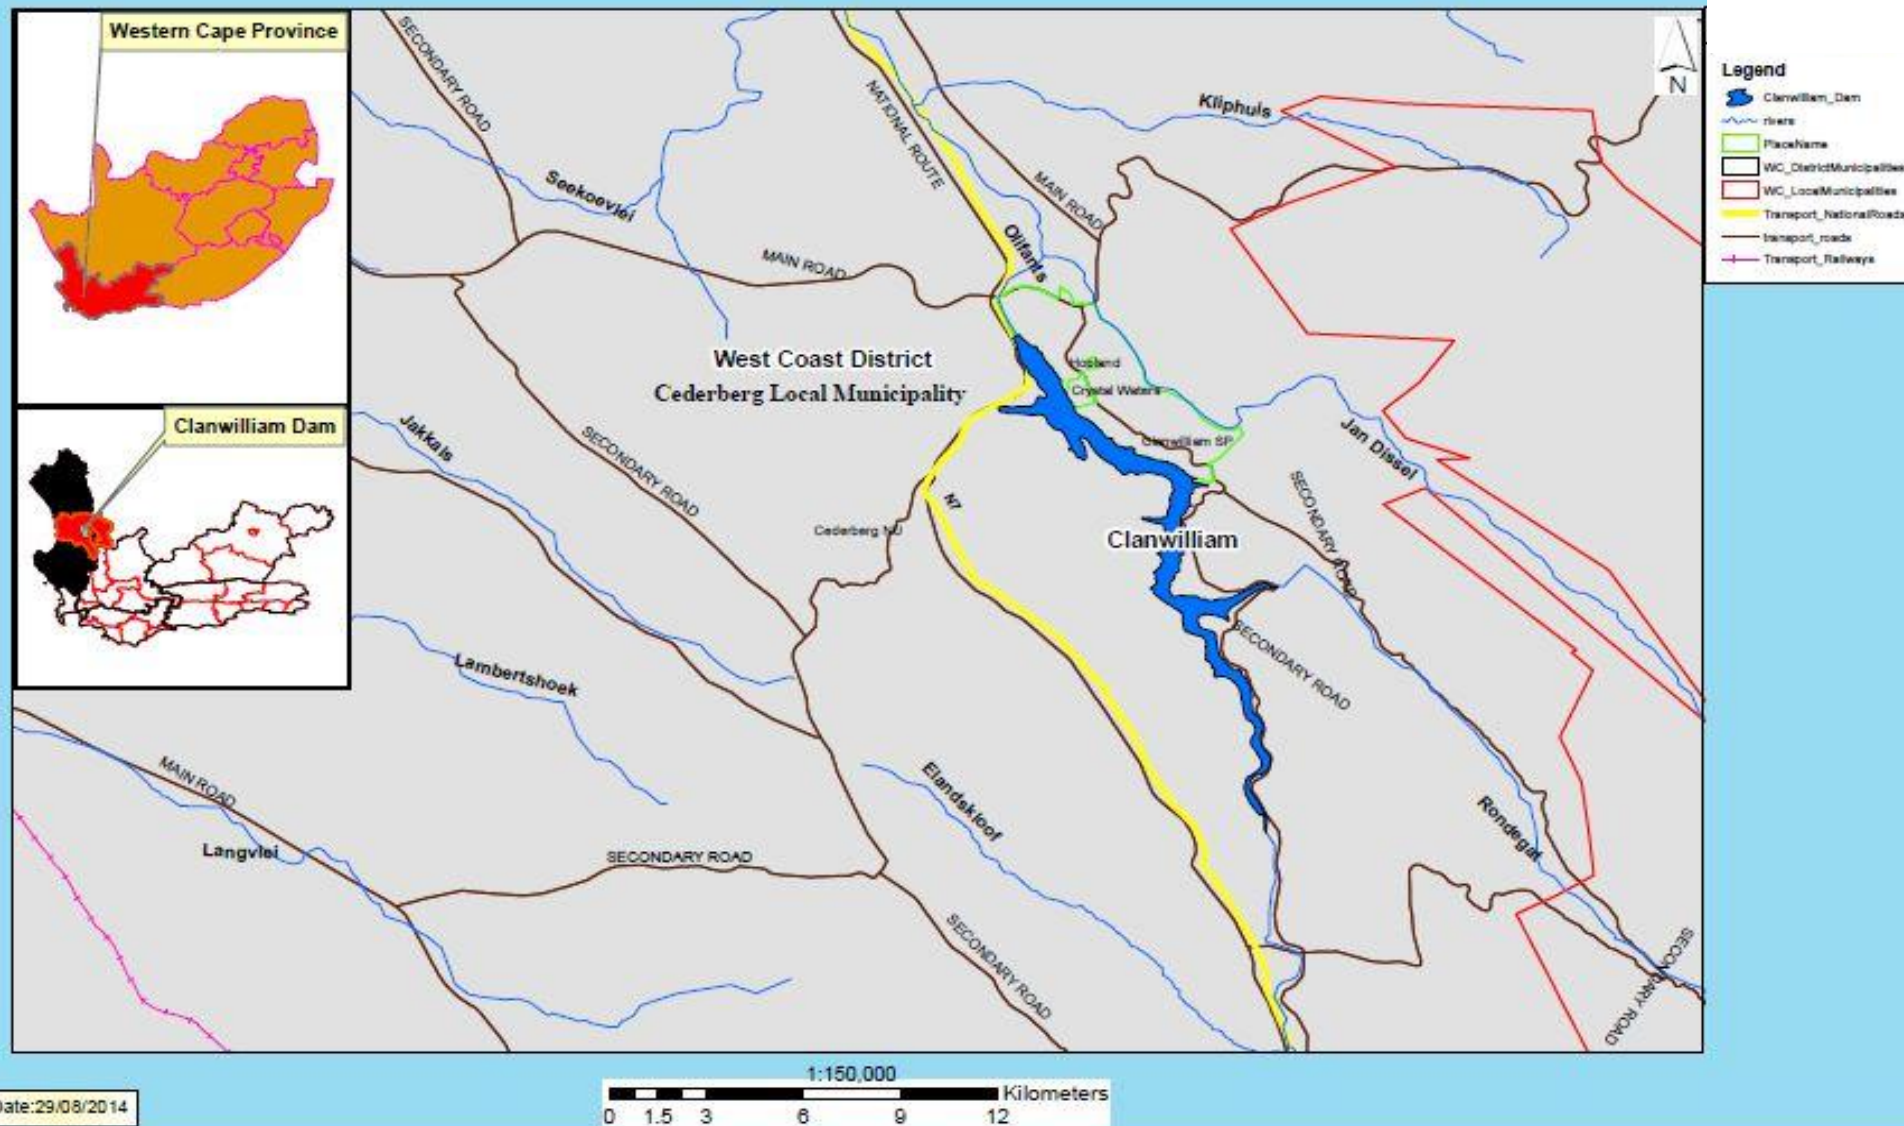 Western Cape Province
Clanwilliam Dam
SECONDARY ROAD
NATIONAL ROUTE
Kliphuis
N
Seekoevlei
MAIN ROAD
Olifants
MAIN ROAD
West Coast District
Cederberg Local Municipality
Hopland
Crystal Waters
Clanwilliam SP
Jakkals
SECONDARY ROAD
Jan Dissel
SECONDARY ROAD
N7
Cederberg NU
Clanwilliam
SECONDARY ROAD
Lambertshoek
MAIN ROAD
Langvlei
Elandskloof
Rondegat
SECONDARY ROAD
SECONDARY ROAD
SECONDARY ROAD
SECONDARY ROAD
Legend
Clanwilliam_Dam
rivers
PlaceName
WC_DistrictMunicipalities
WC_LocalMunicipalities
Transport_NationalRoads
transport_roads
Transport_Railways
1:150,000
Kilometers
0 1.5 3 6 9 12
Date:29/08/2014